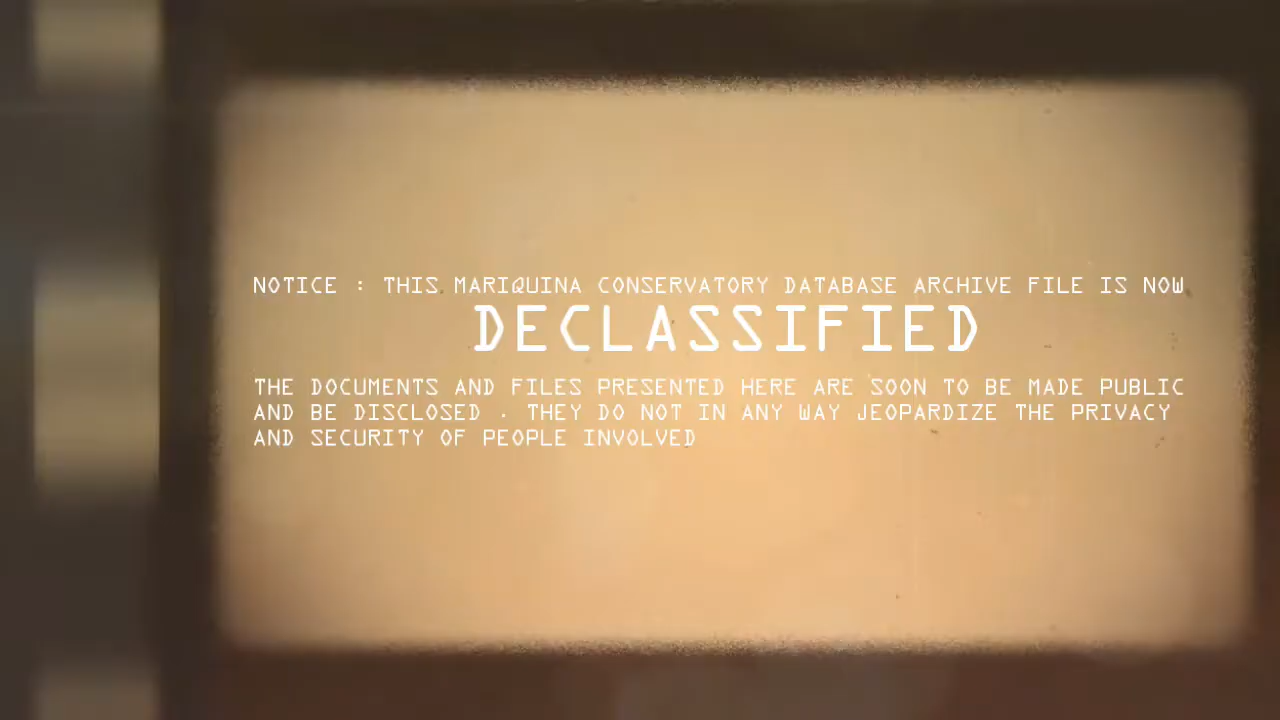 NOTICE : THIS MARIQUINA CONSERVATORY DATABASE ARCHIVE FILE IS NOW
DECLASSIFIED
THE DOCUMENTS AND FILES PRESENTED HERE ARE SOON TO BE MADE PUBLIC
AND BE DISCLOSED . THEY DO NOT IN ANY WAY JEOPARDIZE THE PRIVACY
AND SECURITY OF PEOPLE INVOLVED